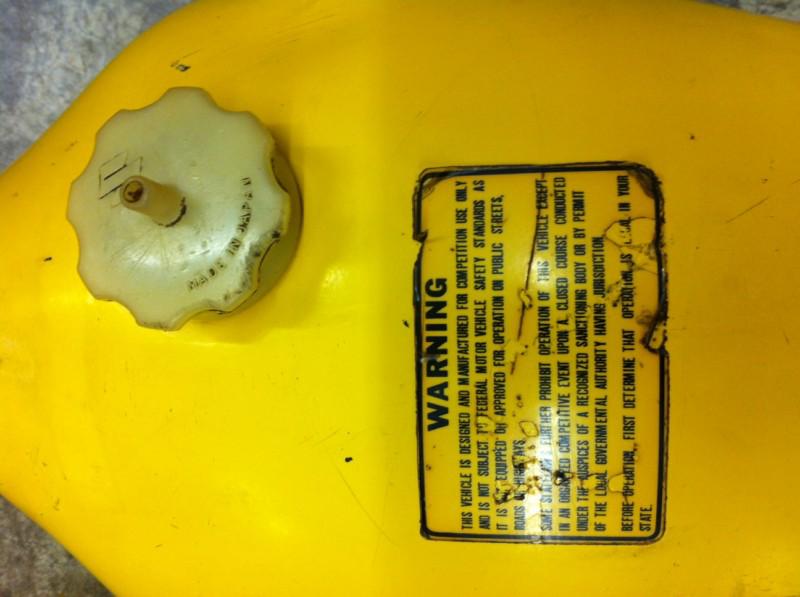 WARNING
THIS VEHICLE IS DESIGNED AND MANUFACTURED FOR COMPETITION USE ONLY
AND IS NOT SUBJECT TO FEDERAL MOTOR VEHICLE SAFETY STANDARDS AS
IT IS EQUIPPED OR APPROVED FOR OPERATION ON PUBLIC STREETS,
ROADS
SOME FURTHER PROHIBIT OPERATION OF THIS VEHICLE EXCEPT
IN AN ORGANIZED COMPETITIVE EVENT UPON A CLOSED COURSE CONDUCTED
UNDER THE AUSPICES OF A RECOGNIZED SANCTIONING BODY OR BY PERMIT
OF THE LOCAL GOVERNMENTAL AUTHORITY HAVING JURISDICTION.
BEFORE OPERATION, FIRST DETERMINE THAT OPERATION IS LEGAL IN YOUR
STATE.
MADE IN JAPAN